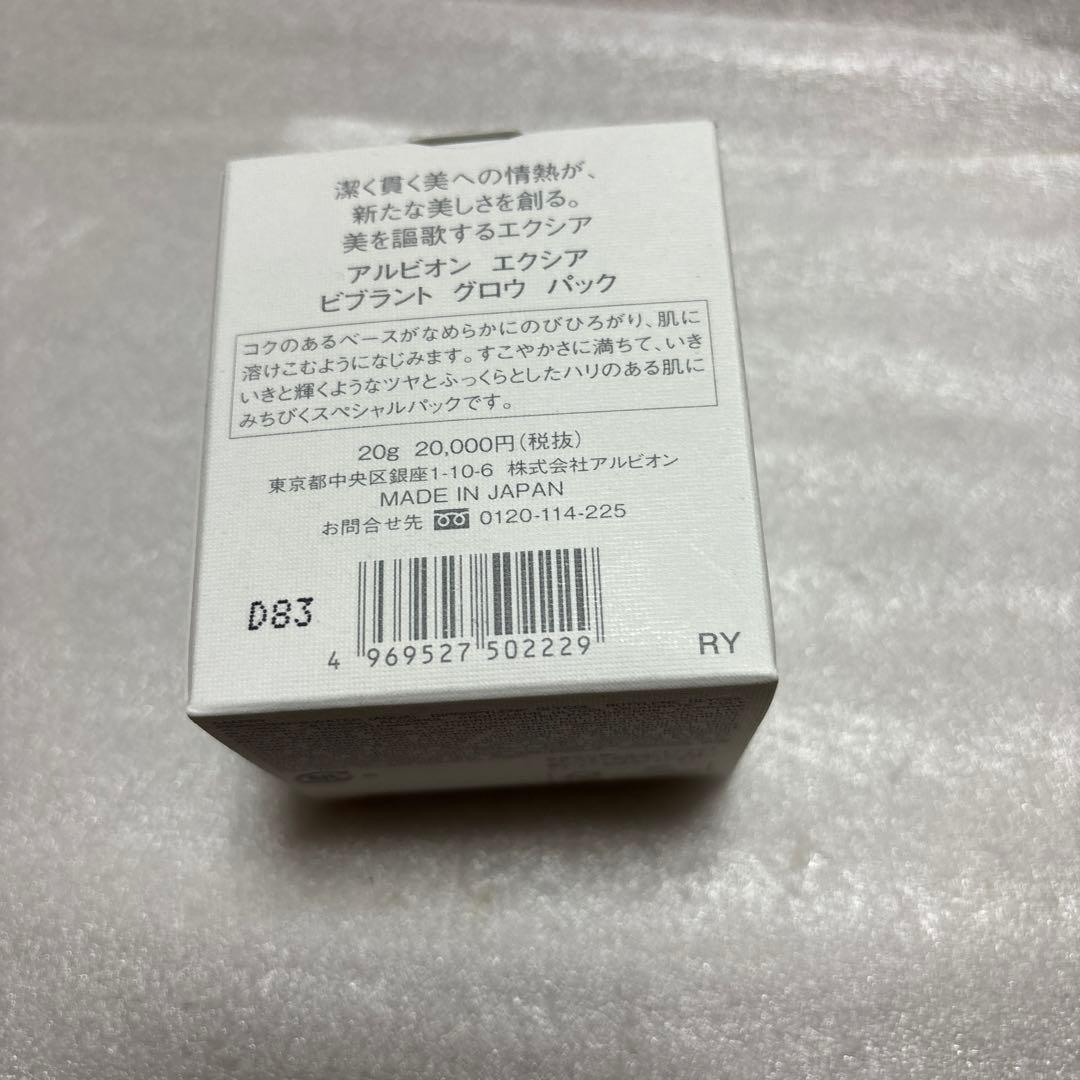 潔く貫く美への情熱が、
新たな美しさを創る。
美を謳歌するエクシア
アルビオン エクシア
ビブラント グロウ パック
コクのあるベースがなめらかにのびひろがり、肌に
溶けこむようになじみます。すこやかさに満ちて、いき
いきと輝くようなツヤとふっくらとしたハリのある肌に
みちびくスペシャルパックです。
20g 20,000円(税抜)
東京都中央区銀座1-10-6 株式会社アルビオン
MADE IN JAPAN
お問合せ先 0120-114-225
D83
4 969527 502229
RY